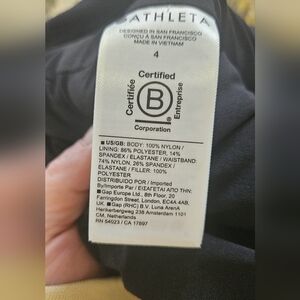 ATHLETA
DESIGNED IN SAN FRANCISCO
CONÇU À SAN FRANCISCO
MADE IN VIETNAM
4
Certified
Certifiée
B
Entreprise
Corporation
■ US/GB: BODY: 100% NYLON /
LINING: 86% POLYESTER, 14%
SPANDEX / ELASTANE / WAISTBAND:
74% NYLON, 26% SPANDEX /
ELASTANE / FILLER: 100%
POLYESTER
DISTRIBUIDO POR / Imported
By/Importe Par / ΕΙΣΑΓΕΤΑΙ ΑΠΟ ΤΗΝ:
■ Gap Europe Ltd., 8th Floor, 20
Farringdon Street, London, EC4A 4AB,
UK. ■ Gap (RHC) B.V. Luna ArenA
Herikerbergweg 238 Amsterdam 1101
CM, Netherlands
RN 54023 / CA 17897